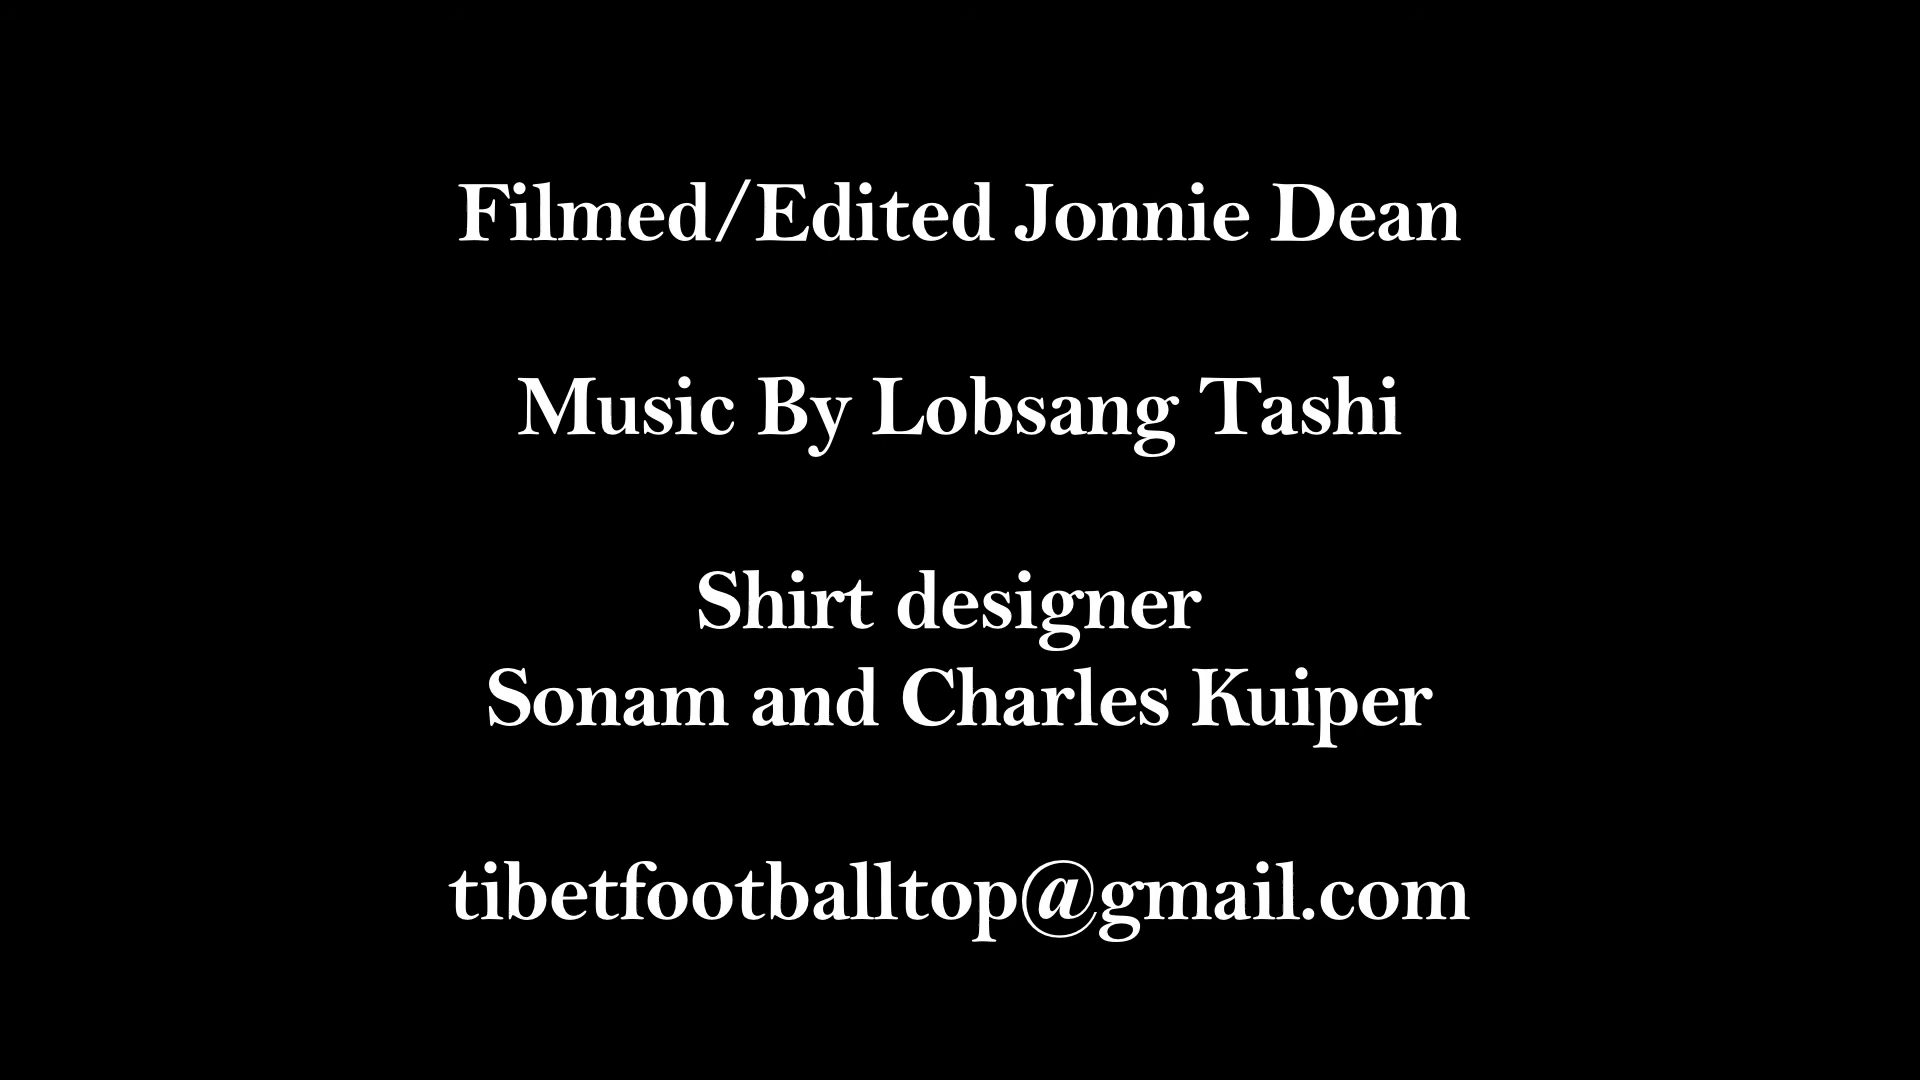 Filmed/Edited Jonnie Dean
Music By Lobsang Tashi
Shirt designer
Sonam and Charles Kuiper
tibetfootballtop@gmail.com